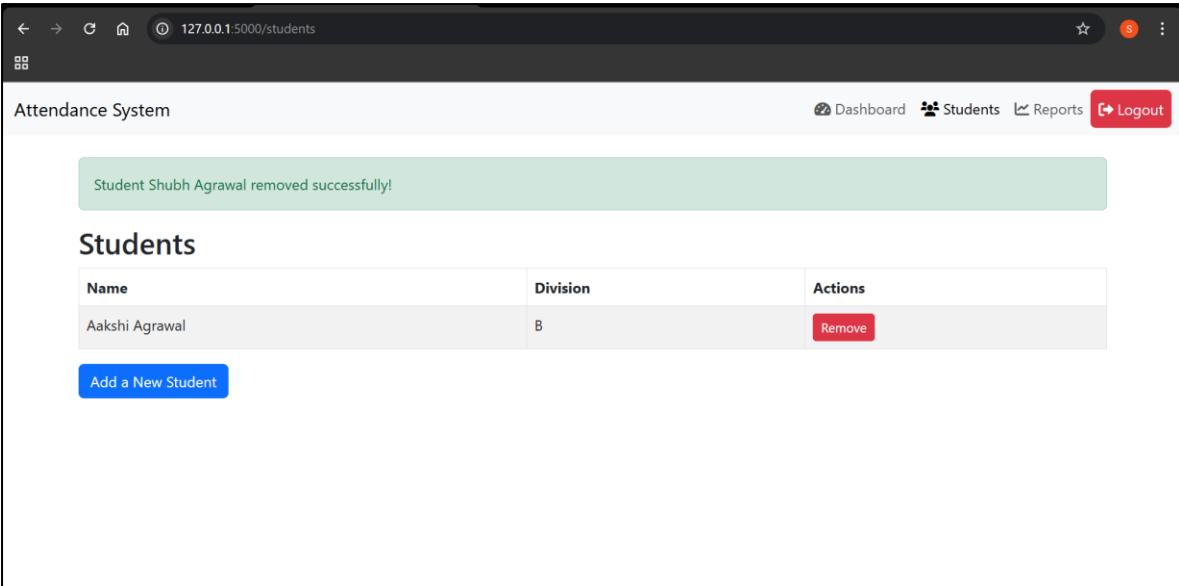 127.0.0.1:5000/students
S
Attendance System Dashboard Students Reports Logout
Student Shubh Agrawal removed successfully!
Students
Name Division Actions
Aakshi Agrawal B Remove
Add a New Student